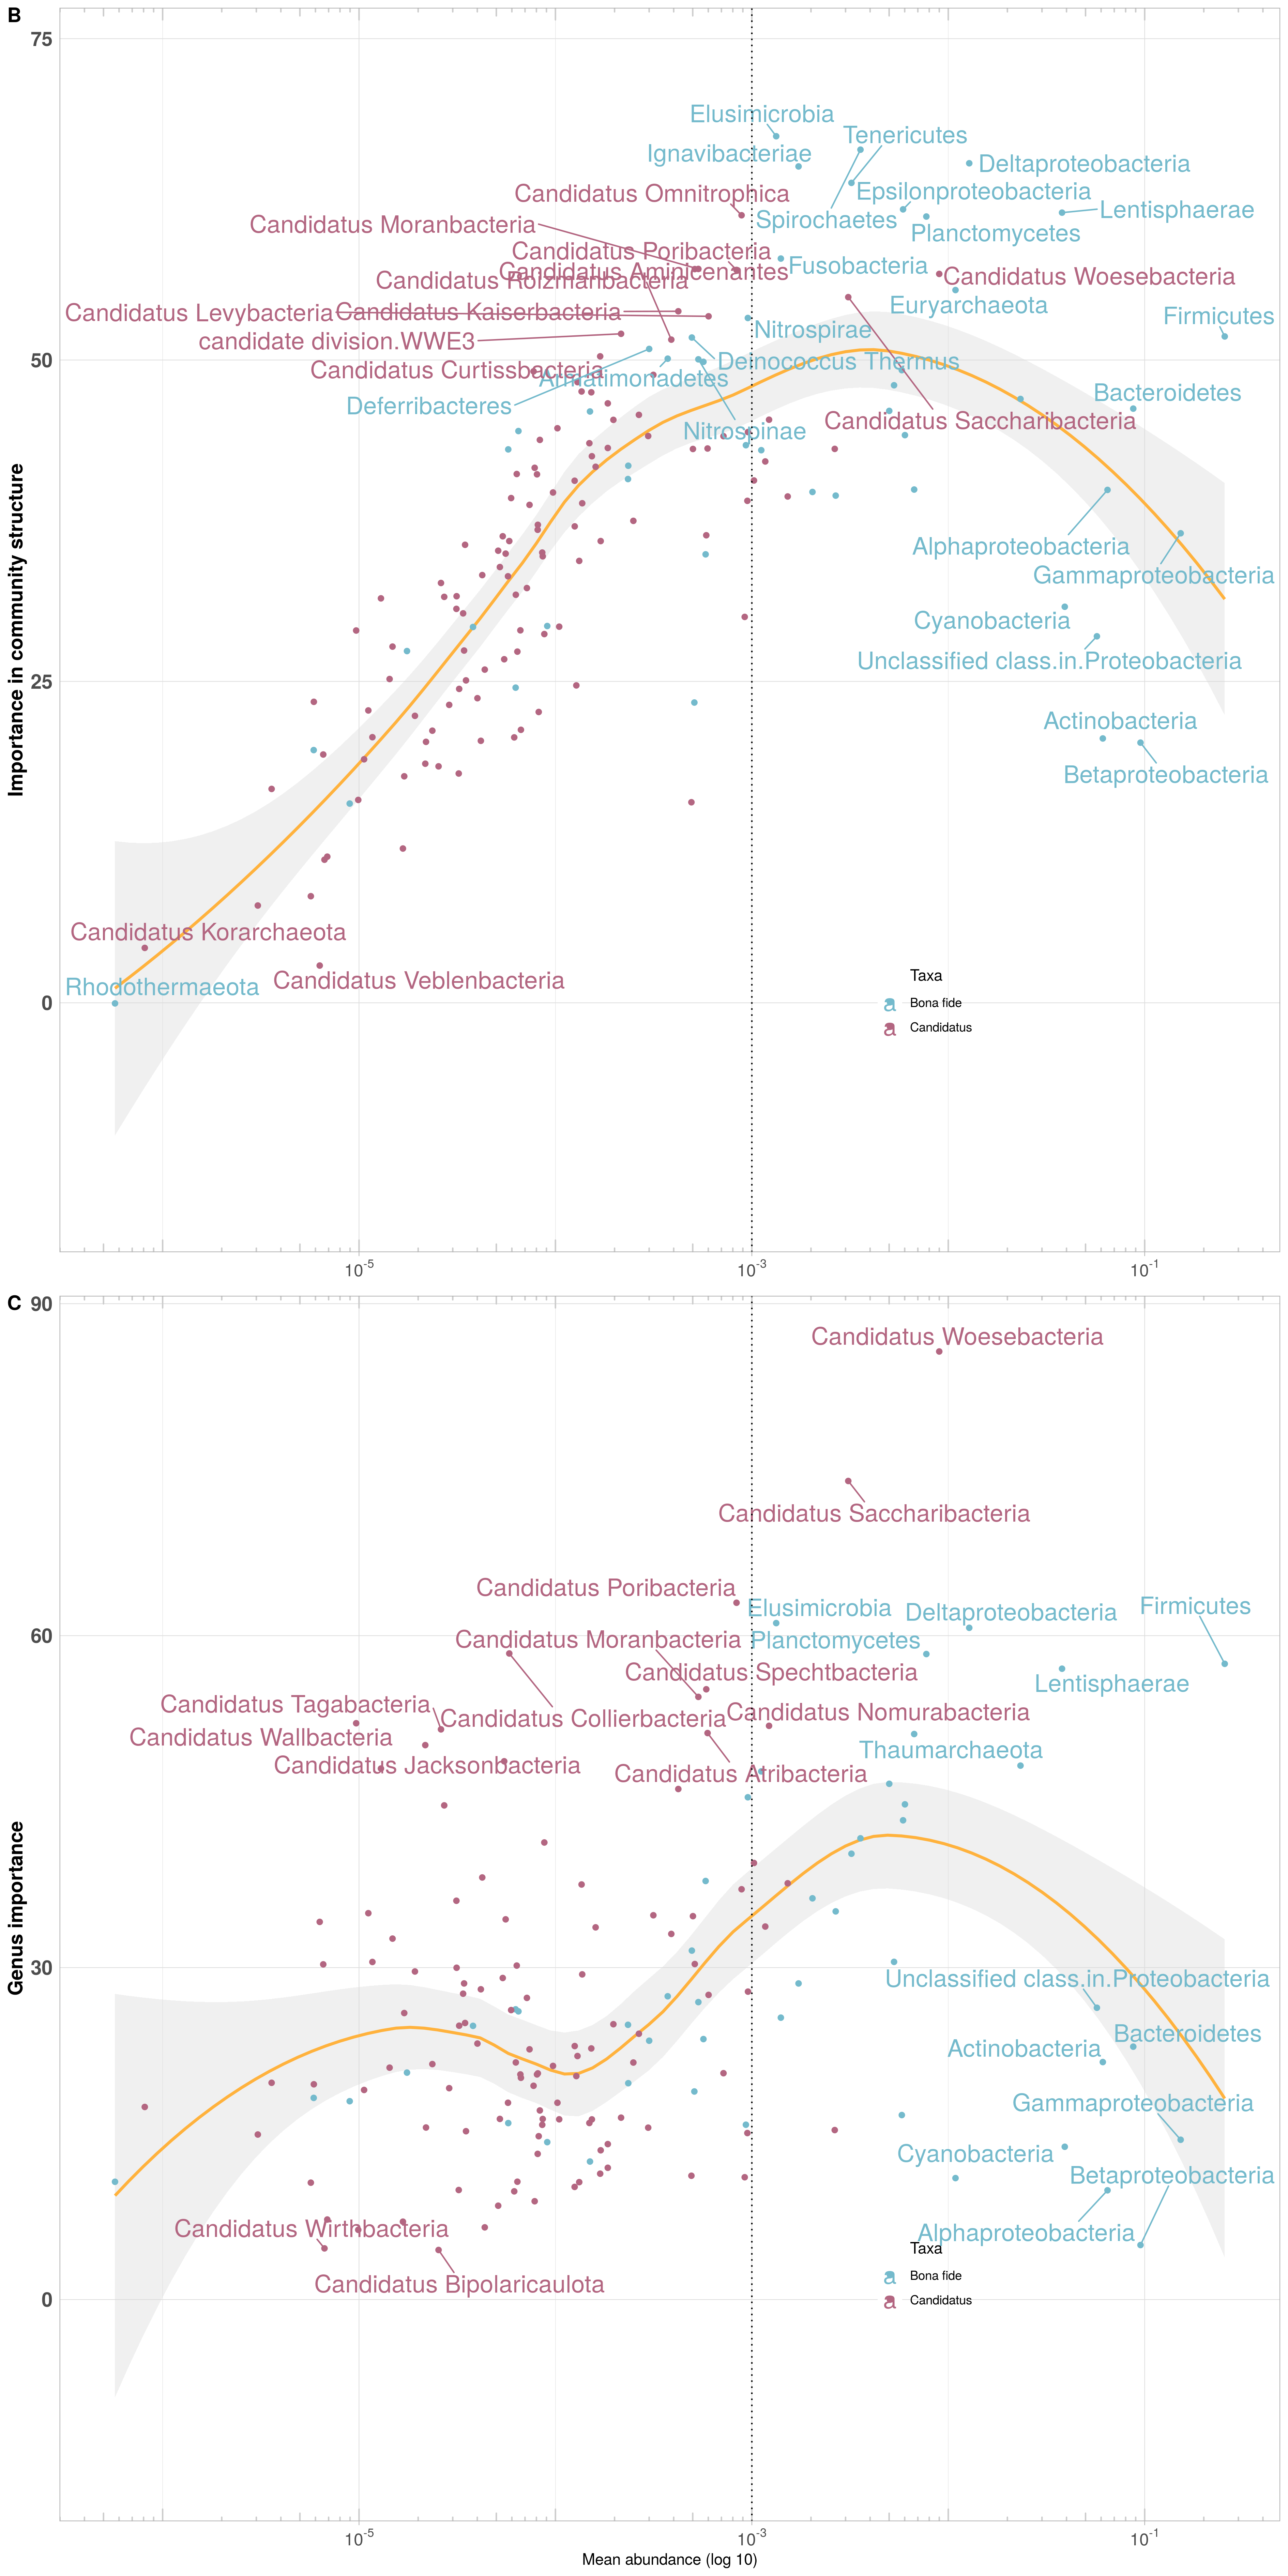 B
75
Elusimicrobia
Tenericutes
Ignavibacteriae
Deltaproteobacteria
Candidatus Omnitrophica
Epsilonproteobacteria
Spirochaetes
Lentisphaerae
Candidatus Moranbacteria
Planctomycetes
Candidatus Poribacteria
Fusobacteria
Candidatus Aminicenantes
Candidatus Woesebacteria
Candidatus Roizmanbacteria
Euryarchaeota
Candidatus Levybacteria
Candidatus Kaiserbacteria
Firmicutes
Nitrospirae
candidate division.WWE3
50
Deinococcus Thermus
Candidatus Curtissbacteria
Armatimonadetes
Bacteroidetes
Deferribacteres
Candidatus Saccharibacteria
Nitrospinae
Importance in community structure
Alphaproteobacteria
Gammaproteobacteria
Cyanobacteria
Unclassified class.in.Proteobacteria
25
Actinobacteria
Betaproteobacteria
Candidatus Korarchaeota
Candidatus Veblenbacteria
Rhodothermaeota
0
Taxa
a Bona fide
a Candidatus
10-5
10-3
10-1
C
90
Candidatus Woesebacteria
Candidatus Saccharibacteria
Candidatus Poribacteria
Elusimicrobia
Deltaproteobacteria
Firmicutes
60
Candidatus Moranbacteria
Planctomycetes
Candidatus Spechtbacteria
Lentisphaerae
Candidatus Tagabacteria
Candidatus Collierbacteria
Candidatus Nomurabacteria
Candidatus Wallbacteria
Thaumarchaeota
Candidatus Jacksonbacteria
Candidatus Atribacteria
Genus importance
30
Unclassified class.in.Proteobacteria
Bacteroidetes
Actinobacteria
Gammaproteobacteria
Cyanobacteria
Betaproteobacteria
Candidatus Wirthbacteria
Alphaproteobacteria
Candidatus Bipolaricaulota
0
Taxa
a Bona fide
a Candidatus
10-5
10-3
10-1
Mean abundance (log 10)